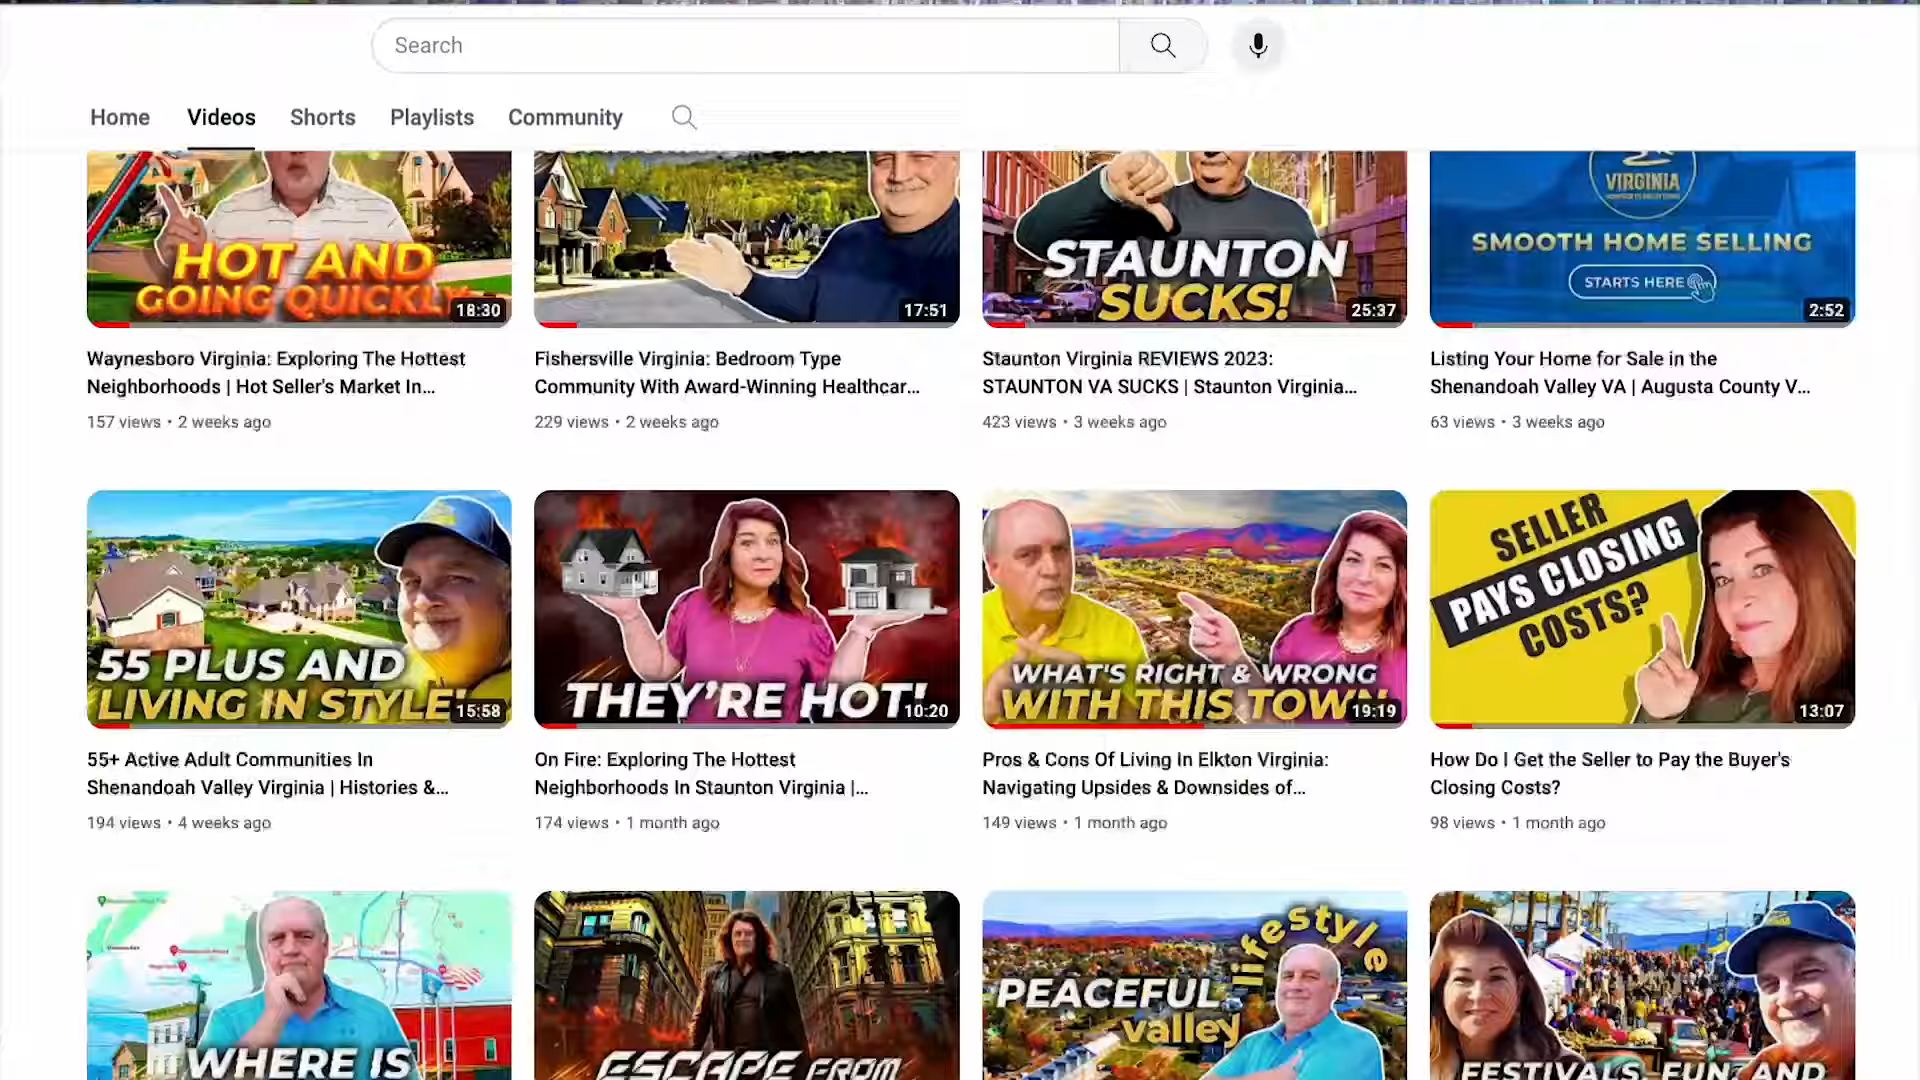 Search
Home
Videos
Shorts
Playlists
Community
HOT AND
GOING QUICKLY
18:30
17:51
STAUNTON
SUCKS!
25:37
VIRGINIA
SMOOTH HOME SELLING
STARTS HERE
2:52
Waynesboro Virginia: Exploring The Hottest
Neighborhoods | Hot Seller's Market In...
157 views • 2 weeks ago
Fishersville Virginia: Bedroom Type
Community With Award-Winning Healthcar...
229 views • 2 weeks ago
Staunton Virginia REVIEWS 2023:
STAUNTON VA SUCKS | Staunton Virginia...
423 views • 3 weeks ago
Listing Your Home for Sale in the
Shenandoah Valley VA | Augusta County V...
63 views • 3 weeks ago
55 PLUS AND
LIVING IN STYLE!
15:58
THEY'RE HOT!
10:20
WHAT'S RIGHT & WRONG
WITH THIS TOWN
19:19
SELLER
PAYS CLOSING
COSTS?
13:07
55+ Active Adult Communities In
Shenandoah Valley Virginia | Histories &...
194 views • 4 weeks ago
On Fire: Exploring The Hottest
Neighborhoods In Staunton Virginia |...
174 views • 1 month ago
Pros & Cons Of Living In Elkton Virginia:
Navigating Upsides & Downsides of...
149 views • 1 month ago
How Do I Get the Seller to Pay the Buyer's
Closing Costs?
98 views • 1 month ago
WHERE IS
ESCAPE FROM
lifestyle
PEACEFUL
valley
FESTIVALS, FUN? AND